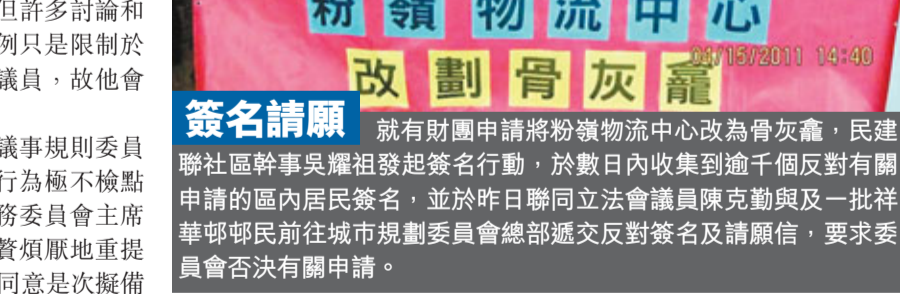 但許多討論和
例只是限制於
議員，故他會
議事規則委員
行為極不檢點
務委員會主席
贅煩厭地重提
同意是次擬備
粉嶺物流中心
04/15/2011 14:40
改劃骨灰龕
簽名請願 就有財團申請將粉嶺物流中心改為骨灰龕，民建
聯社區幹事吳耀祖發起簽名行動，於數日內收集到逾千個反對有關
申請的區內居民簽名，並於昨日聯同立法會議員陳克勤與及一批祥
華邨邨民前往城市規劃委員會總部遞交反對簽名及請願信，要求委
員會否決有關申請。